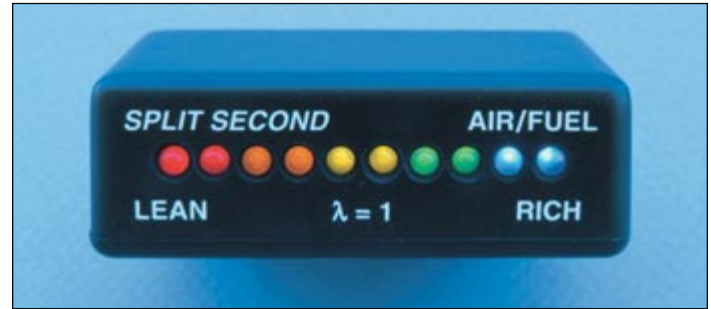 SPLIT SECOND AIR/FUEL
LEAN λ = 1 RICH